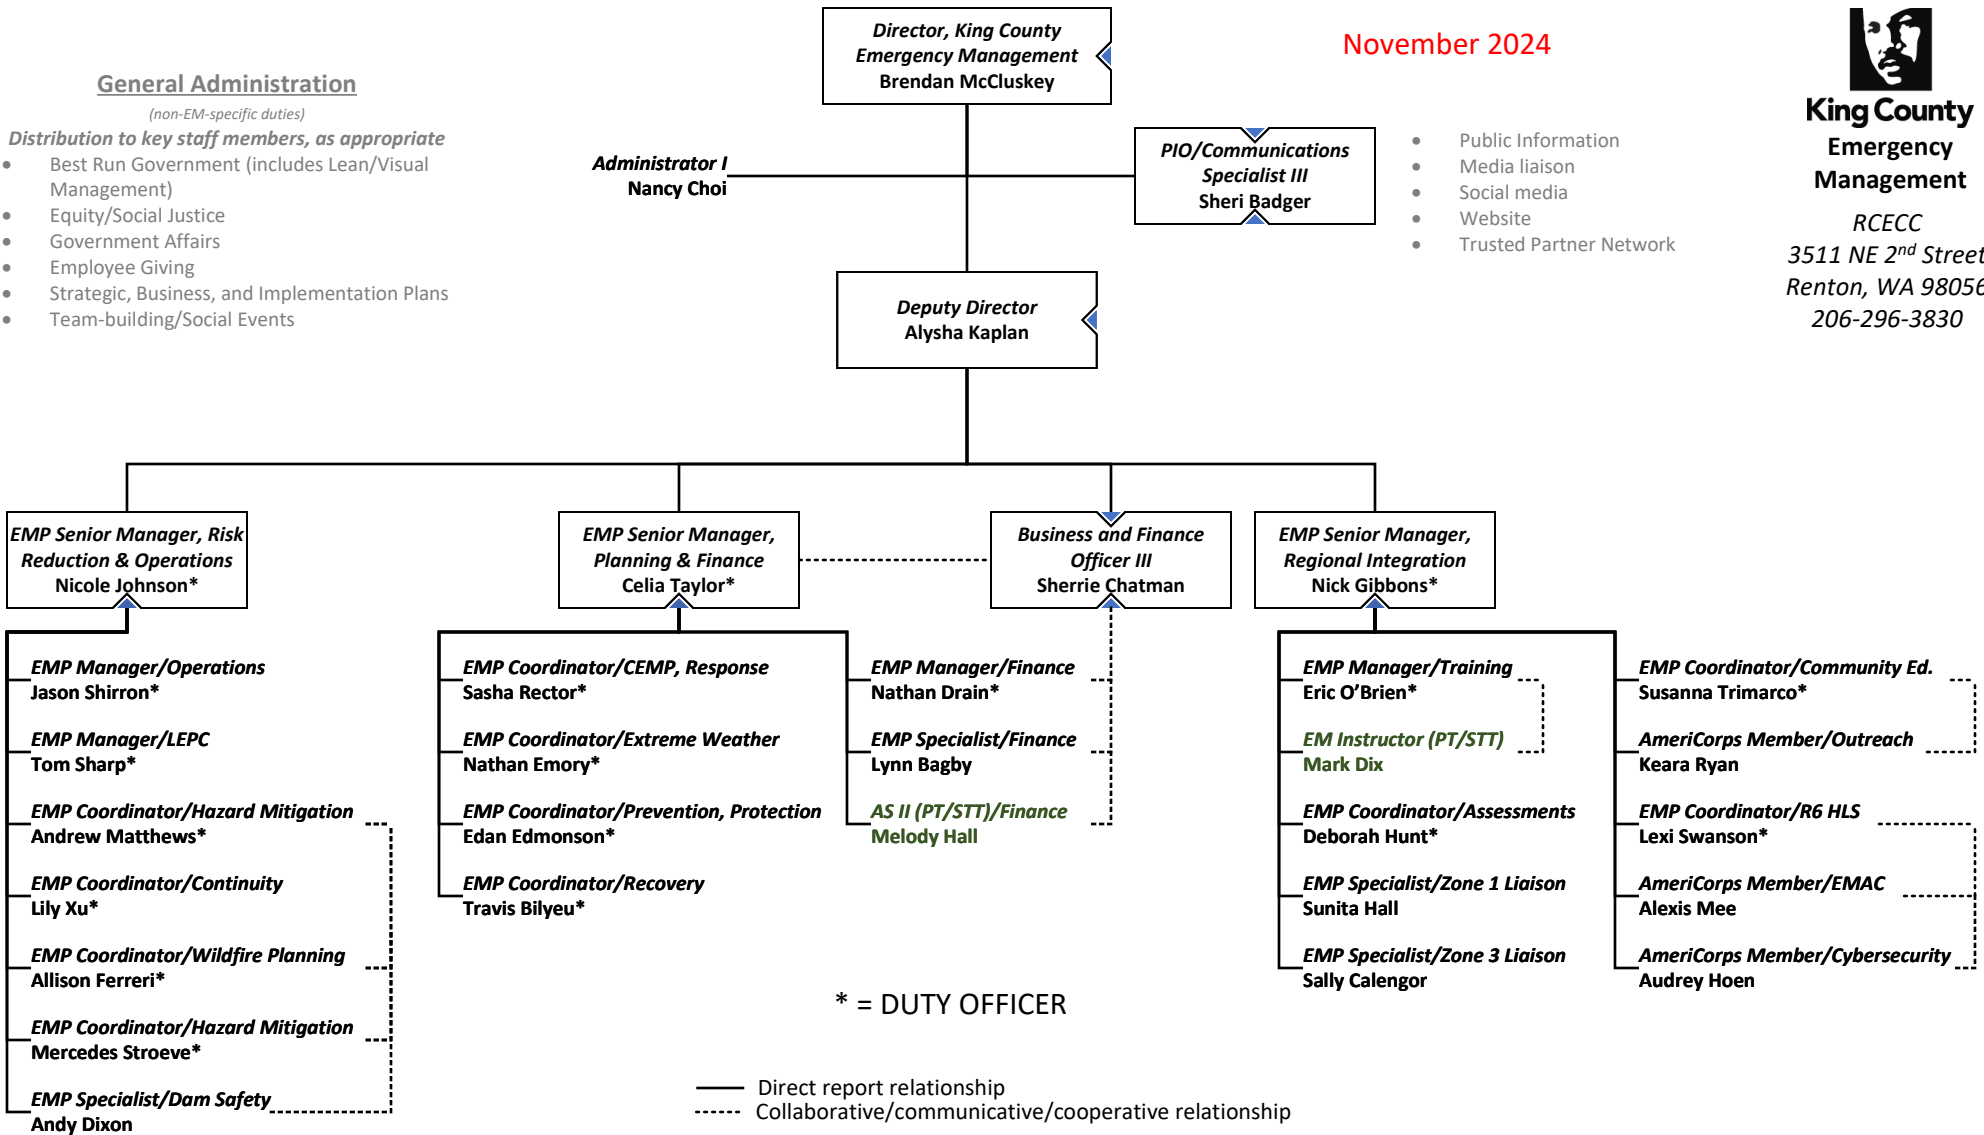 Director, King County
Emergency Management
Brendan McCluskey
November 2024
King County
Emergency
Management
RCECC
3511 NE 2nd Street
Renton, WA 98056
206-296-3830
General Administration
(non-EM-specific duties)
Distribution to key staff members, as appropriate
• Best Run Government (includes Lean/Visual
Management)
• Equity/Social Justice
• Government Affairs
• Employee Giving
• Strategic, Business, and Implementation Plans
• Team-building/Social Events
Administrator I
Nancy Choi
PIO/Communications
Specialist III
Sheri Badger
• Public Information
• Media liaison
• Social media
• Website
• Trusted Partner Network
Deputy Director
Alysha Kaplan
EMP Senior Manager, Risk
Reduction & Operations
Nicole Johnson*
EMP Senior Manager,
Planning & Finance
Celia Taylor*
Business and Finance
Officer III
Sherrie Chatman
EMP Senior Manager,
Regional Integration
Nick Gibbons*
EMP Manager/Operations
Jason Shirron*
EMP Manager/LEPC
Tom Sharp*
EMP Coordinator/Hazard Mitigation
Andrew Matthews*
EMP Coordinator/Continuity
Lily Xu*
EMP Coordinator/Wildfire Planning
Allison Ferreri*
EMP Coordinator/Hazard Mitigation
Mercedes Stroeve*
EMP Specialist/Dam Safety
Andy Dixon
EMP Coordinator/CEMP, Response
Sasha Rector*
EMP Coordinator/Extreme Weather
Nathan Emory*
EMP Coordinator/Prevention, Protection
Edan Edmonson*
EMP Coordinator/Recovery
Travis Bilyeu*
EMP Manager/Finance
Nathan Drain*
EMP Specialist/Finance
Lynn Bagby
AS II (PT/STT)/Finance
Melody Hall
EMP Manager/Training
Eric O’Brien*
EM Instructor (PT/STT)
Mark Dix
EMP Coordinator/Assessments
Deborah Hunt*
EMP Specialist/Zone 1 Liaison
Sunita Hall
EMP Specialist/Zone 3 Liaison
Sally Calengor
EMP Coordinator/Community Ed.
Susanna Trimarco*
AmeriCorps Member/Outreach
Keara Ryan
EMP Coordinator/R6 HLS
Lexi Swanson*
AmeriCorps Member/EMAC
Alexis Mee
AmeriCorps Member/Cybersecurity
Audrey Hoen
* = DUTY OFFICER
Direct report relationship
Collaborative/communicative/cooperative relationship